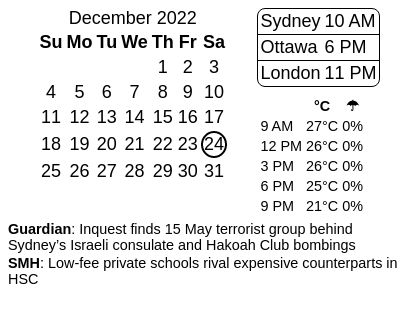 December 2022
Su Mo Tu We Th Fr Sa
1 2 3
4 5 6 7 8 9 10
11 12 13 14 15 16 17
18 19 20 21 22 23 24
25 26 27 28 29 30 31
Sydney 10 AM
Ottawa 6 PM
London 11 PM
°C ☂
9 AM 27°C 0%
12 PM 26°C 0%
3 PM 26°C 0%
6 PM 25°C 0%
9 PM 21°C 0%
Guardian: Inquest finds 15 May terrorist group behind
Sydney’s Israeli consulate and Hakoah Club bombings
SMH: Low-fee private schools rival expensive counterparts in
HSC